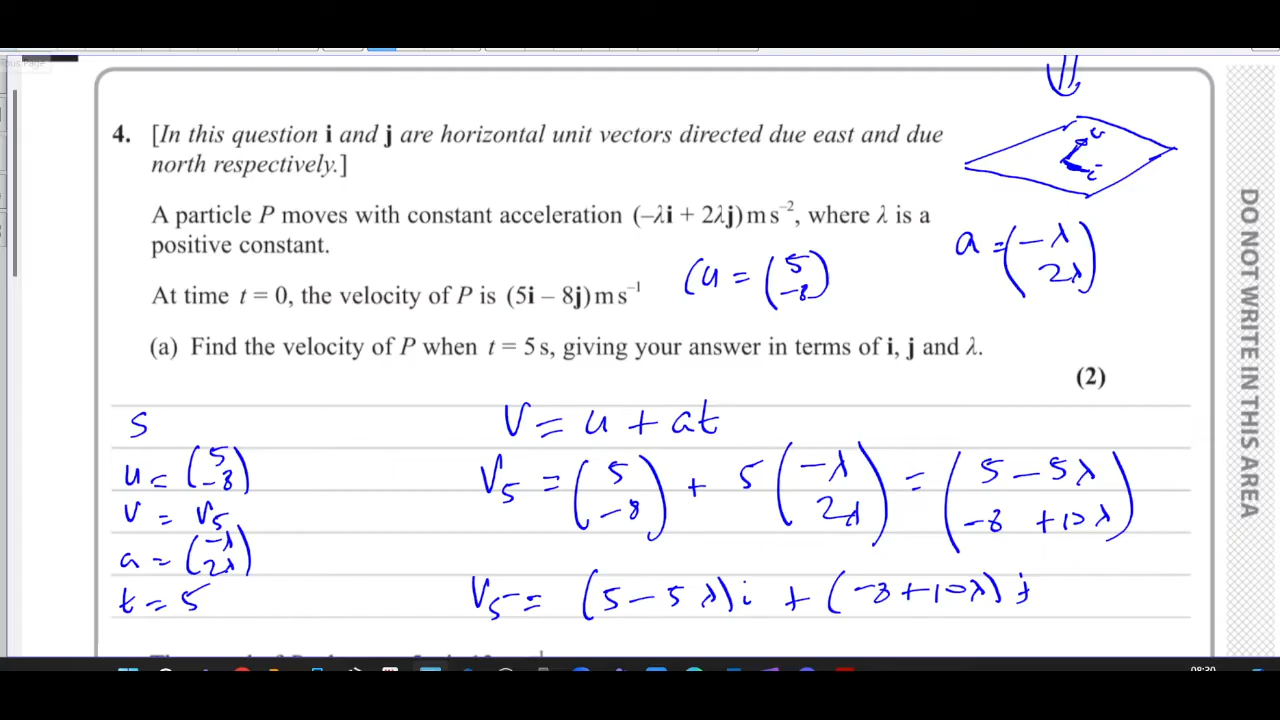 4. [In this question i and j are horizontal unit vectors directed due east and due
north respectively.]
A particle P moves with constant acceleration (–λi + 2λj) m s⁻², where λ is a
positive constant.
a = (−λ
2λ)
(u = (5
−8)
At time t = 0, the velocity of P is (5i – 8j) m s⁻¹
(a) Find the velocity of P when t = 5 s, giving your answer in terms of i, j and λ.
(2)
s
u = (5
−8)
v = v₅
a = (−λ
2λ)
t = 5
V = u + at
V₅ = (5
−8) + 5 (−λ
2λ) = (5 − 5λ
−8 + 10λ)
V₅ = (5 − 5λ)i + (−8 + 10λ) j
DO NOT WRITE IN THIS AREA
08:30